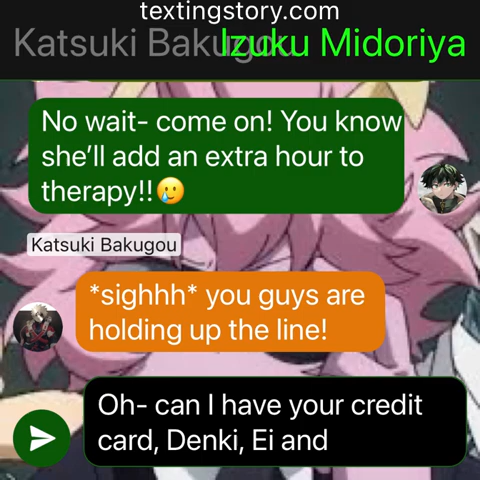 textingstory.com
Katsuki Bakugou Izuku Midoriya
No wait- come on! You know
she’ll add an extra hour to
therapy!!🥲
Katsuki Bakugou
*sighhh* you guys are
holding up the line!
Oh- can I have your credit
card, Denki, Ei and